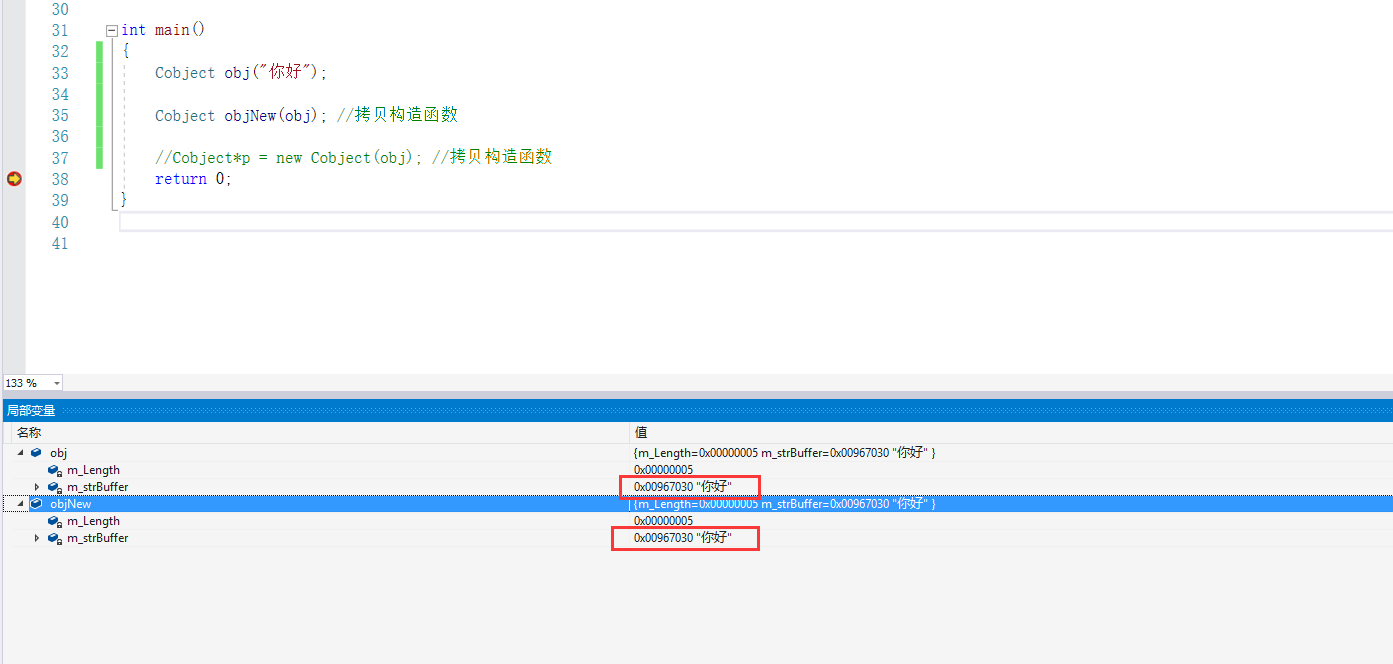 30
31 int main()
32 {
33 Cobject obj("你好");
34
35 Cobject objNew(obj); //拷贝构造函数
36
37 //Cobject*p = new Cobject(obj); //拷贝构造函数
38 return 0;
39 }
40
41
133 %
局部变量
名称 值
obj {m_Length=0x00000005 m_strBuffer=0x00967030 "你好" }
m_Length 0x00000005
m_strBuffer 0x00967030 "你好"
objNew {m_Length=0x00000005 m_strBuffer=0x00967030 "你好" }
m_Length 0x00000005
m_strBuffer 0x00967030 "你好"